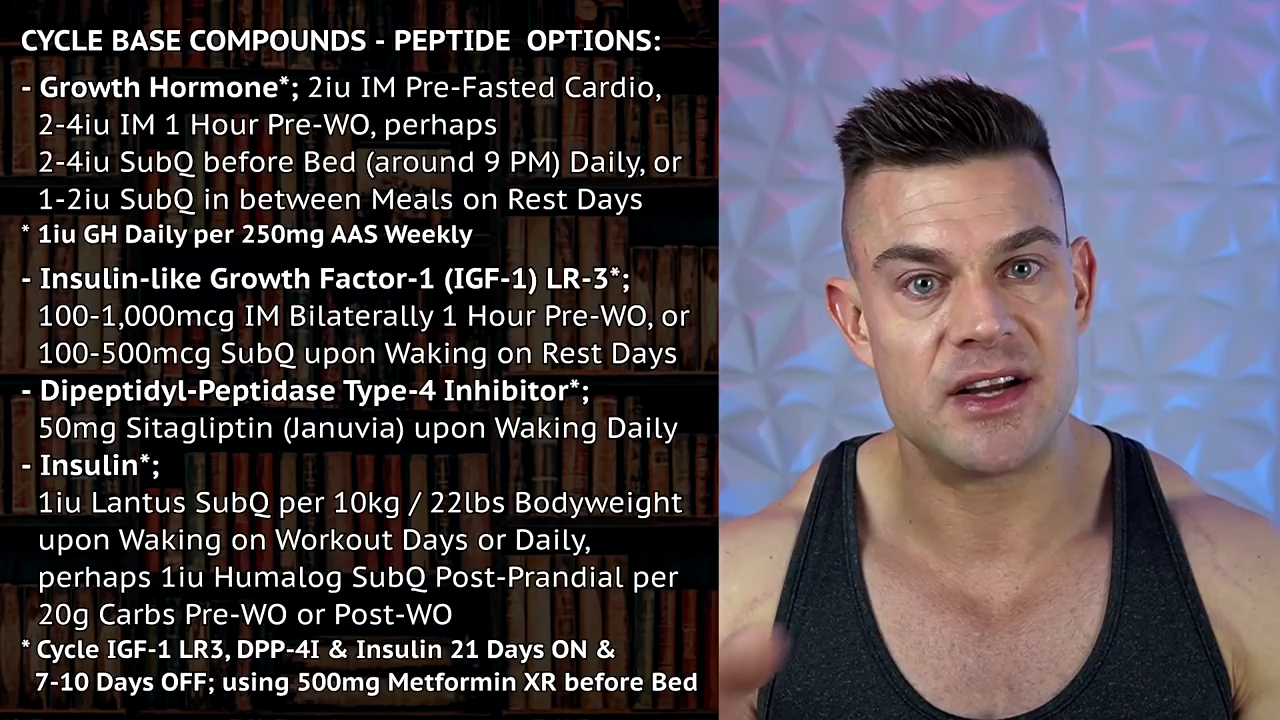 CYCLE BASE COMPOUNDS - PEPTIDE OPTIONS:
- Growth Hormone*; 2iu IM Pre-Fasted Cardio,
2-4iu IM 1 Hour Pre-WO, perhaps
2-4iu SubQ before Bed (around 9 PM) Daily, or
1-2iu SubQ in between Meals on Rest Days
* 1iu GH Daily per 250mg AAS Weekly
- Insulin-like Growth Factor-1 (IGF-1) LR-3*;
100-1,000mcg IM Bilaterally 1 Hour Pre-WO, or
100-500mcg SubQ upon Waking on Rest Days
- Dipeptidyl-Peptidase Type-4 Inhibitor*;
50mg Sitagliptin (Januvia) upon Waking Daily
- Insulin*;
1iu Lantus SubQ per 10kg / 22lbs Bodyweight
upon Waking on Workout Days or Daily,
perhaps 1iu Humalog SubQ Post-Prandial per
20g Carbs Pre-WO or Post-WO
* Cycle IGF-1 LR3, DPP-4I & Insulin 21 Days ON &
7-10 Days OFF; using 500mg Metformin XR before Bed